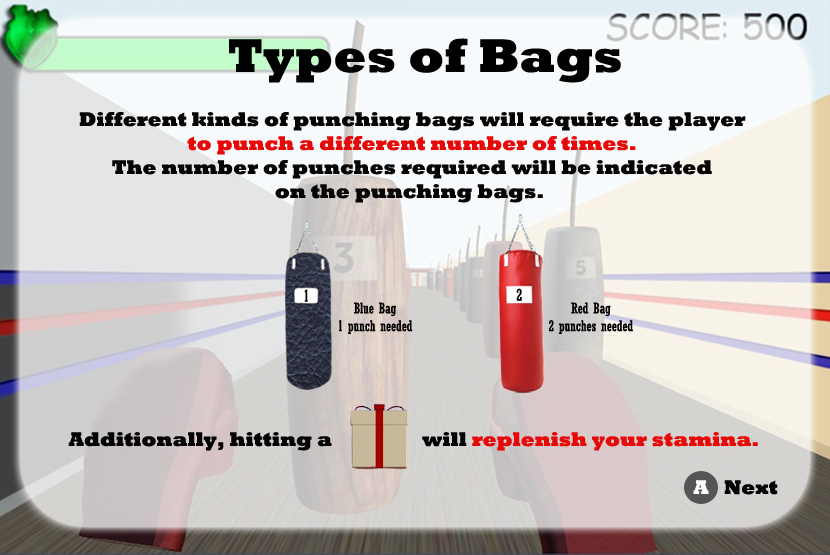 SCORE: 500
Types of Bags
Different kinds of punching bags will require the player
to punch a different number of times.
The number of punches required will be indicated
on the punching bags.
3
5
1
2
Blue Bag
1 punch needed
Red Bag
2 punches needed
Additionally, hitting a will replenish your stamina.
A Next